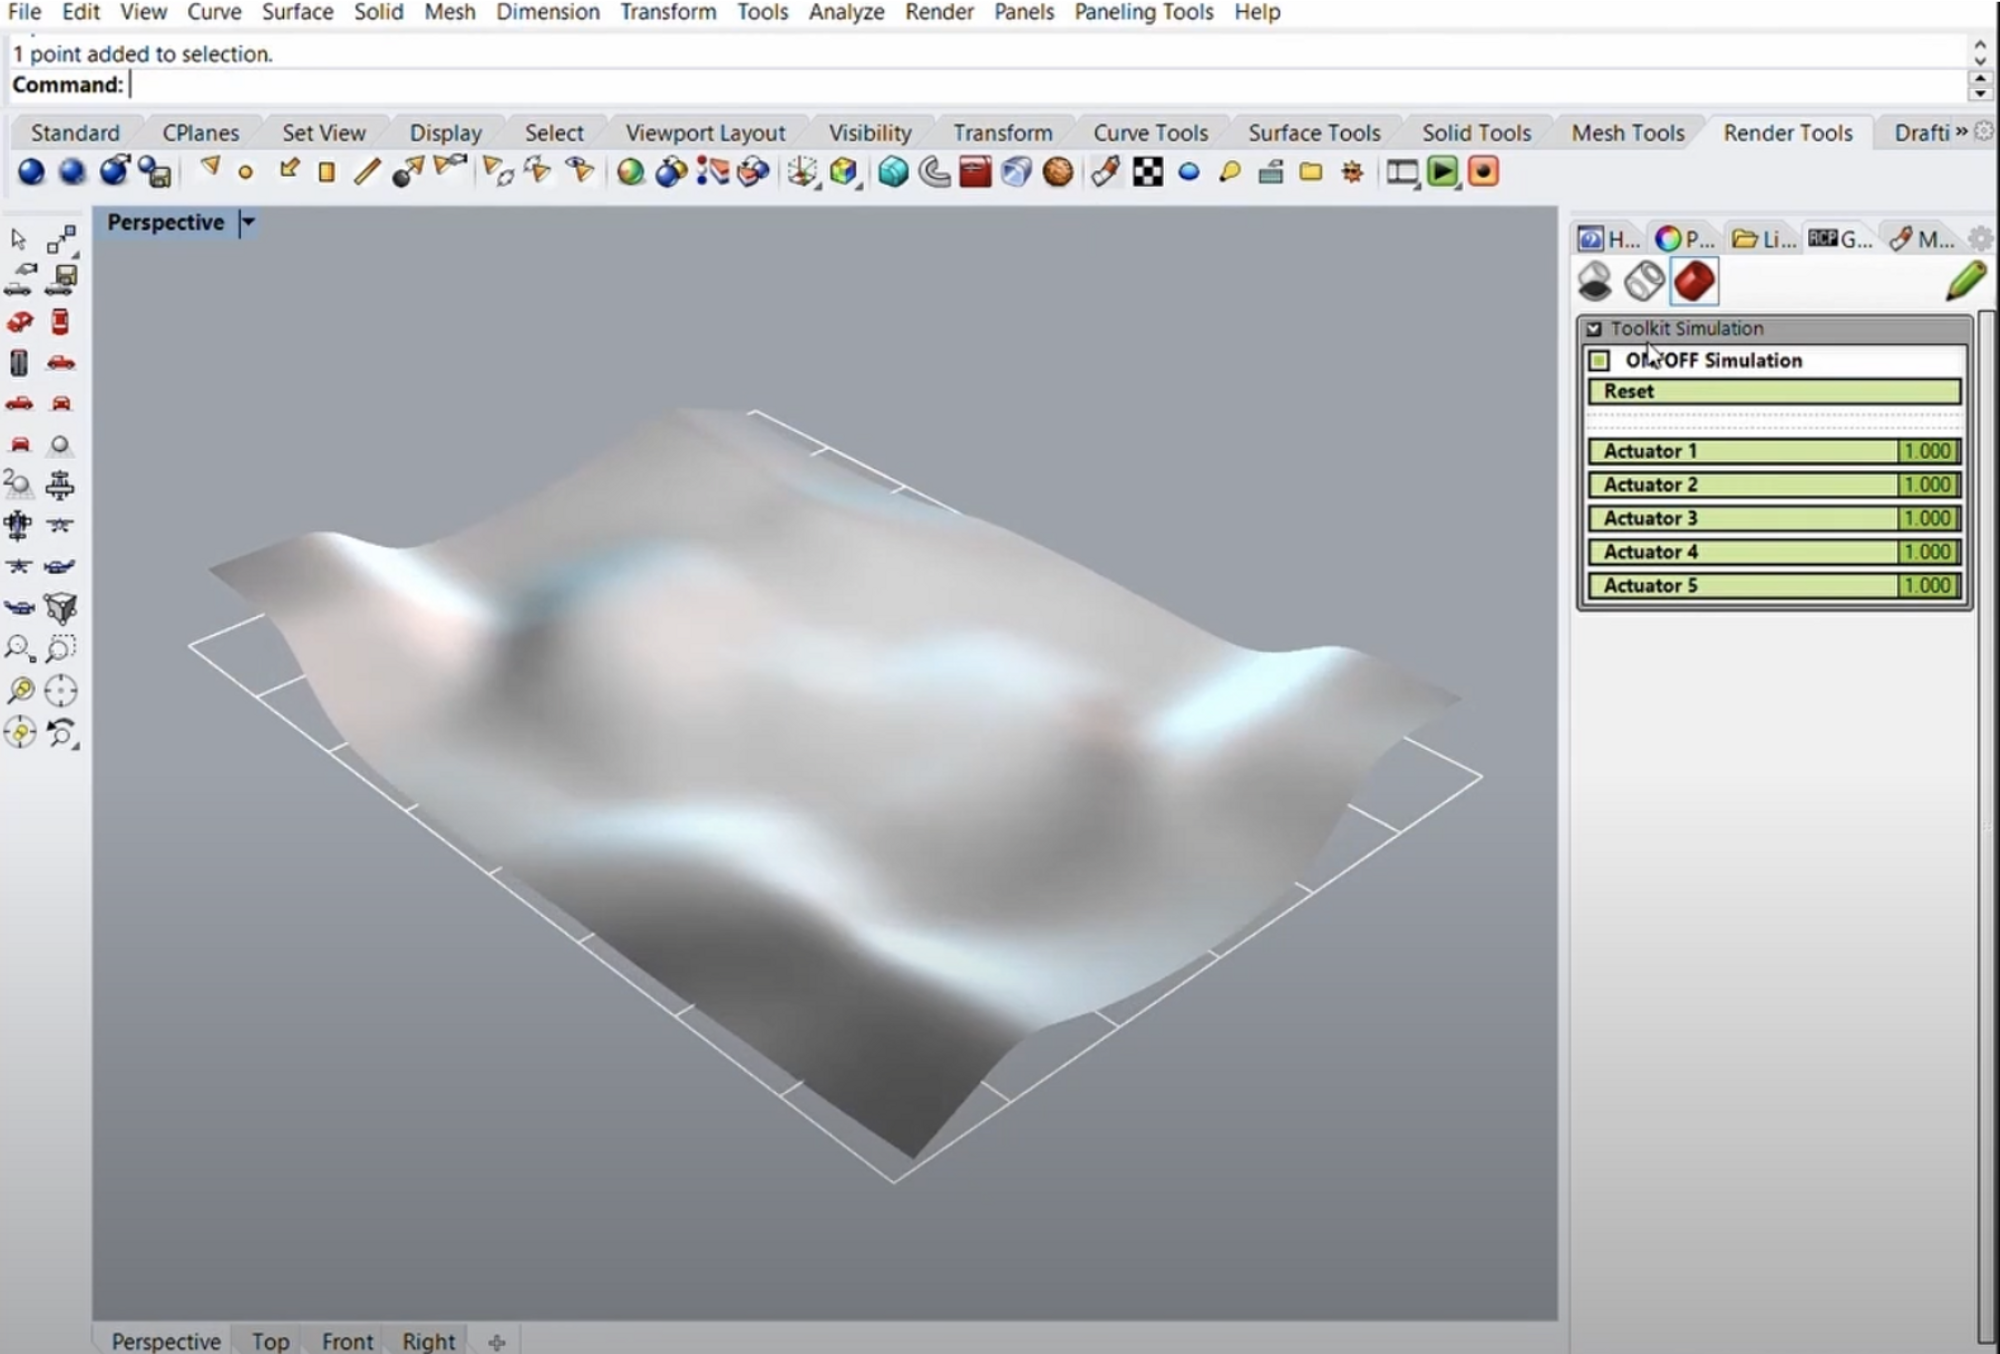 File Edit View Curve Surface Solid Mesh Dimension Transform Tools Analyze Render Panels Paneling Tools Help
1 point added to selection.
Command:
Standard CPlanes Set View Display Select Viewport Layout Visibility Transform Curve Tools Surface Tools Solid Tools Mesh Tools Render Tools Drafti »
Perspective
H... P... Li... RCP G... M...
Toolkit Simulation
ON/OFF Simulation
Reset
Actuator 1 1.000
Actuator 2 1.000
Actuator 3 1.000
Actuator 4 1.000
Actuator 5 1.000
2
Perspective Top Front Right